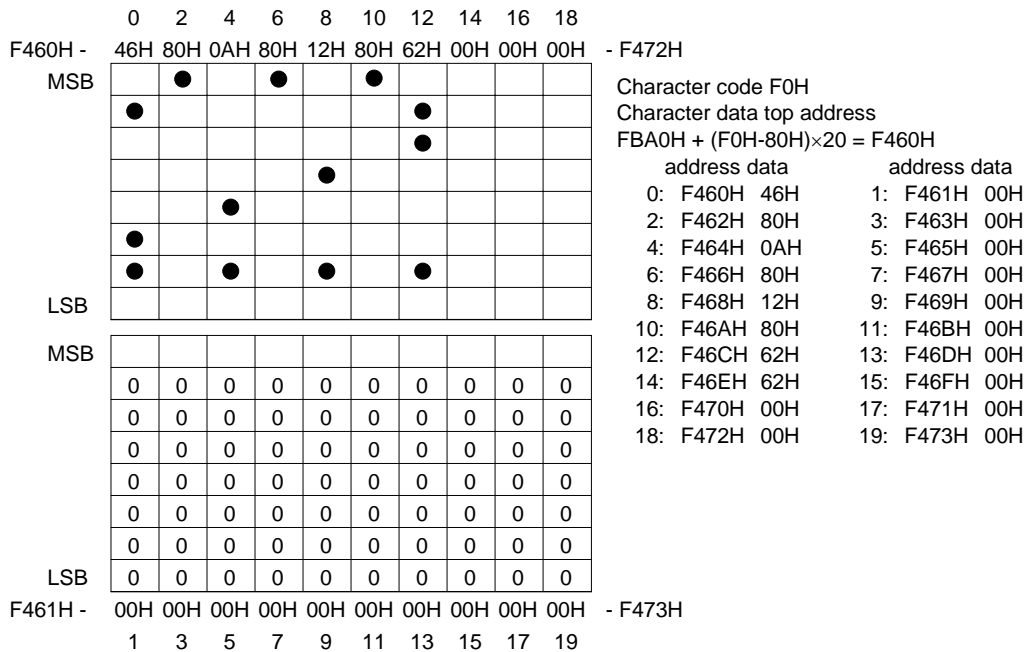 0 2 4 6 8 10 12 14 16 18
F460H - 46H 80H 0AH 80H 12H 80H 62H 00H 00H 00H - F472H
MSB
LSB
MSB
0 0 0 0 0 0 0 0 0 0
0 0 0 0 0 0 0 0 0 0
0 0 0 0 0 0 0 0 0 0
0 0 0 0 0 0 0 0 0 0
0 0 0 0 0 0 0 0 0 0
0 0 0 0 0 0 0 0 0 0
LSB 0 0 0 0 0 0 0 0 0 0
F461H - 00H 00H 00H 00H 00H 00H 00H 00H 00H 00H - F473H
1 3 5 7 9 11 13 15 17 19
Character code F0H
Character data top address
FBA0H + (F0H-80H)×20 = F460H
address data address data
0: F460H 46H 1: F461H 00H
2: F462H 80H 3: F463H 00H
4: F464H 0AH 5: F465H 00H
6: F466H 80H 7: F467H 00H
8: F468H 12H 9: F469H 00H
10: F46AH 80H 11: F46BH 00H
12: F46CH 62H 13: F46DH 00H
14: F46EH 62H 15: F46FH 00H
16: F470H 00H 17: F471H 00H
18: F472H 00H 19: F473H 00H